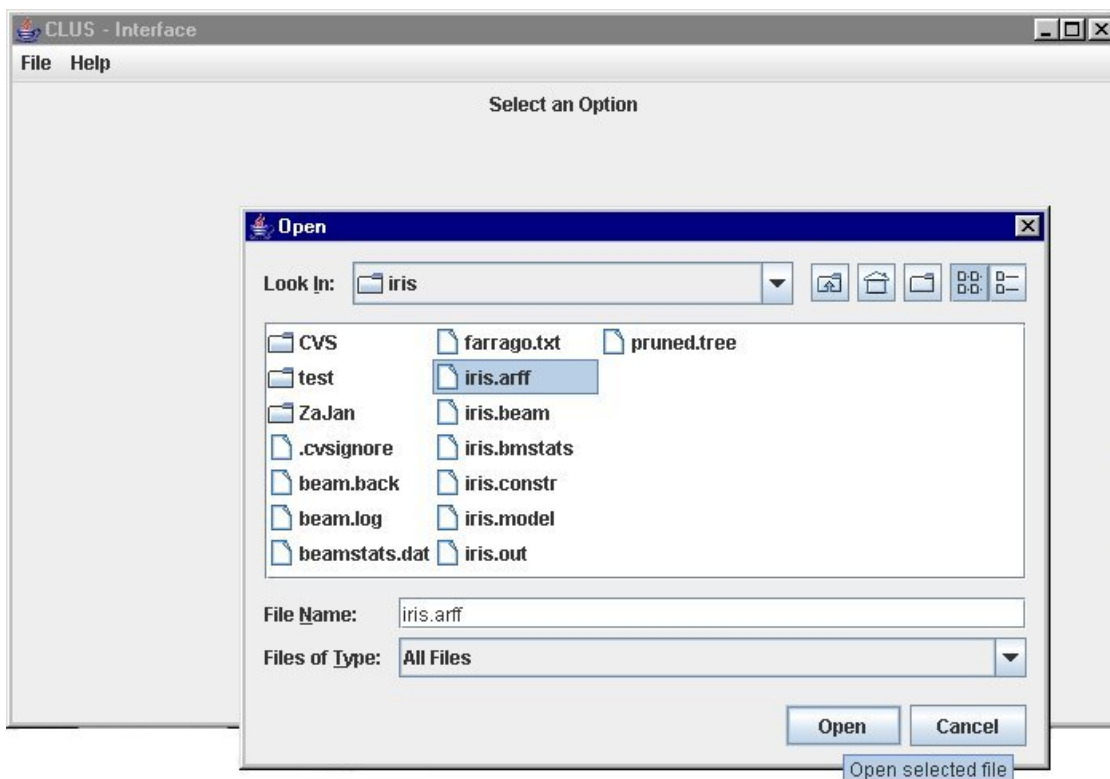 CLUS - Interface
File Help
Select an Option
Open
Look In: iris
CVS farrago.txt pruned.tree
test iris.arff
ZaJan iris.beam
.cvsignore iris.bmstats
beam.back iris.constr
beam.log iris.model
beamstats.dat iris.out
File Name: iris.arff
Files of Type: All Files
Open Cancel
Open selected file